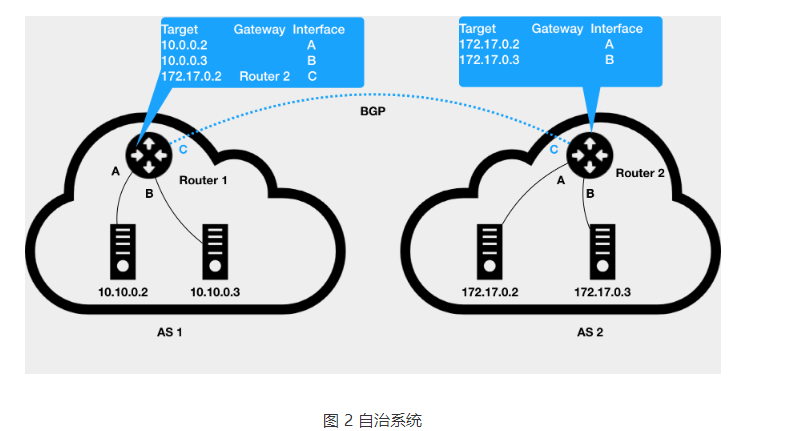 Target Gateway Interface
10.0.0.2 A
10.0.0.3 B
172.17.0.2 Router 2 C
Target Gateway Interface
172.17.0.2 A
172.17.0.3 B
BGP
C
A
B
Router 1
C
A
B
Router 2
10.10.0.2
10.10.0.3
172.17.0.2
172.17.0.3
AS 1
AS 2
图 2 自治系统